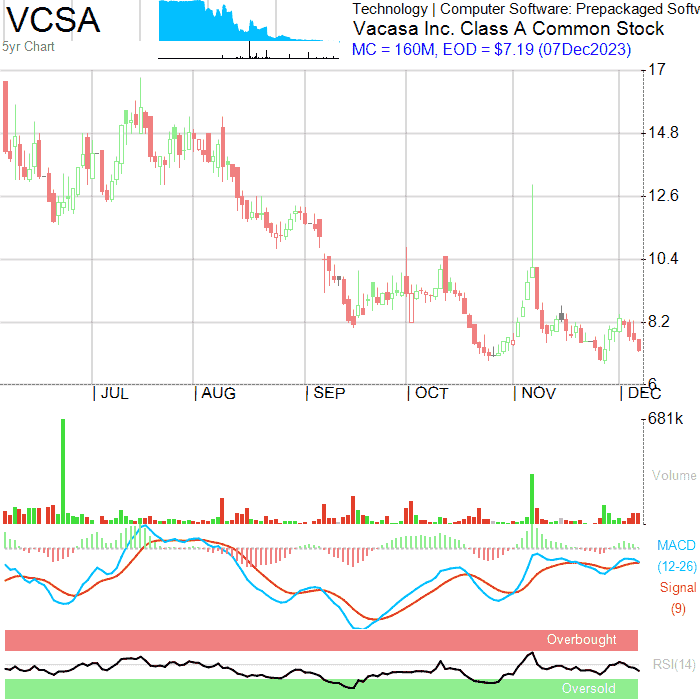 VCSA
5yr Chart
Technology | Computer Software: Prepackaged Softw
Vacasa Inc. Class A Common Stock
MC = 160M, EOD = $7.19 (07Dec2023)
17
14.8
12.6
10.4
8.2
6
| JUL | AUG | SEP | OCT | NOV | DEC
681k
Volume
MACD
(12-26)
Signal
(9)
Overbought
RSI(14)
Oversold